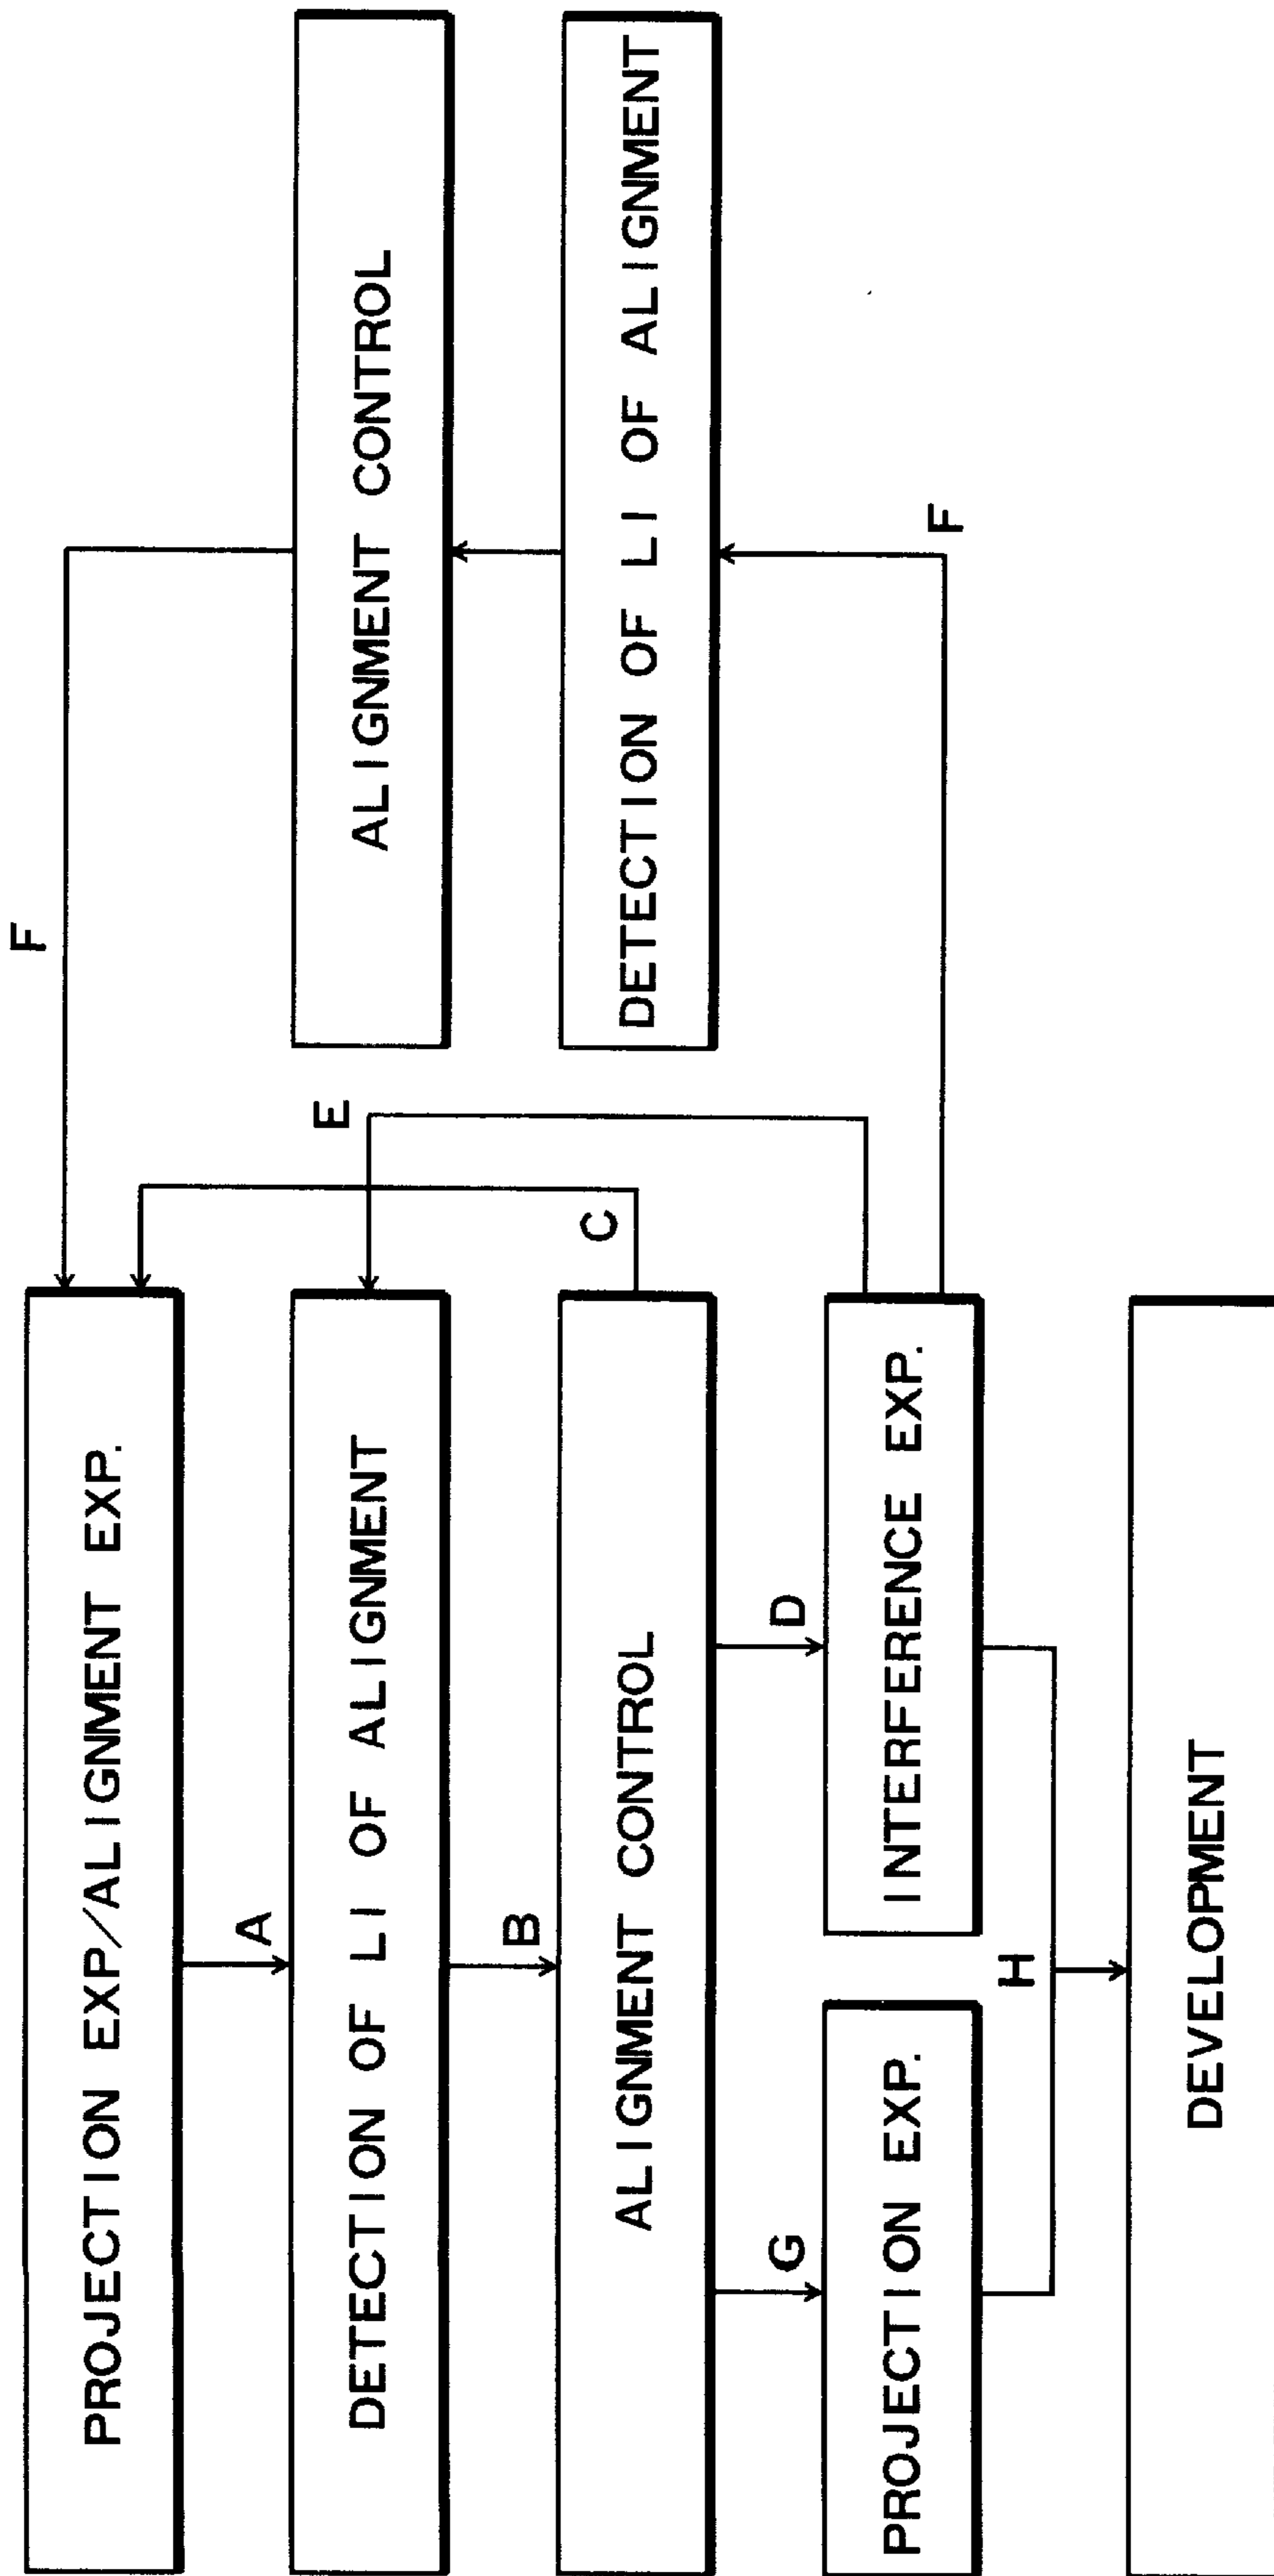 PROJECTION EXP/ALIGNMENT EXP.
A
DETECTION OF LI OF ALIGNMENT
B
ALIGNMENT CONTROL
C
G
D
E
PROJECTION EXP.
INTERFERENCE EXP.
H
DEVELOPMENT
F
ALIGNMENT CONTROL
DETECTION OF LI OF ALIGNMENT
F